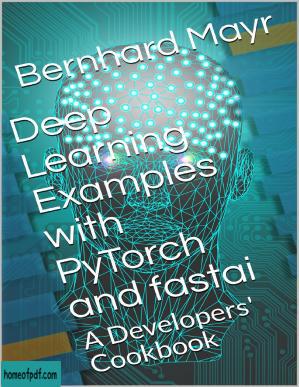 Bernhard Mayr
Deep
Learning
Examples
with
PyTorch
and fastai
A Developers'
Cookbook
homeofpdf.com